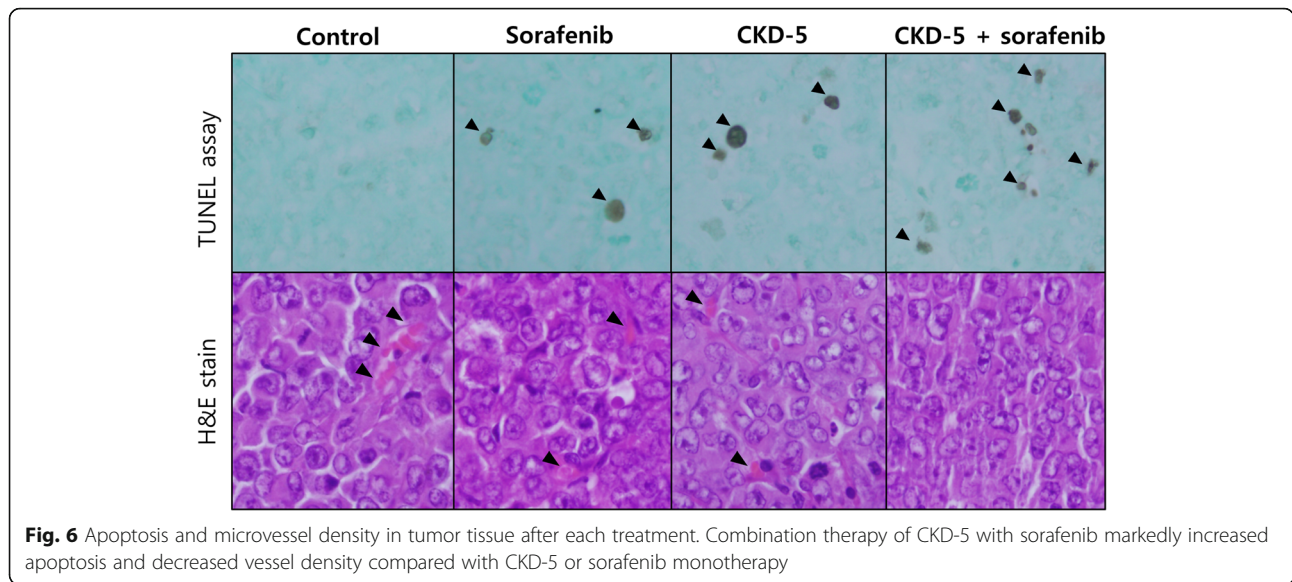 Control Sorafenib CKD-5 CKD-5 + sorafenib
TUNEL assay
H&E stain
Fig. 6 Apoptosis and microvessel density in tumor tissue after each treatment. Combination therapy of CKD-5 with sorafenib markedly increased
apoptosis and decreased vessel density compared with CKD-5 or sorafenib monotherapy